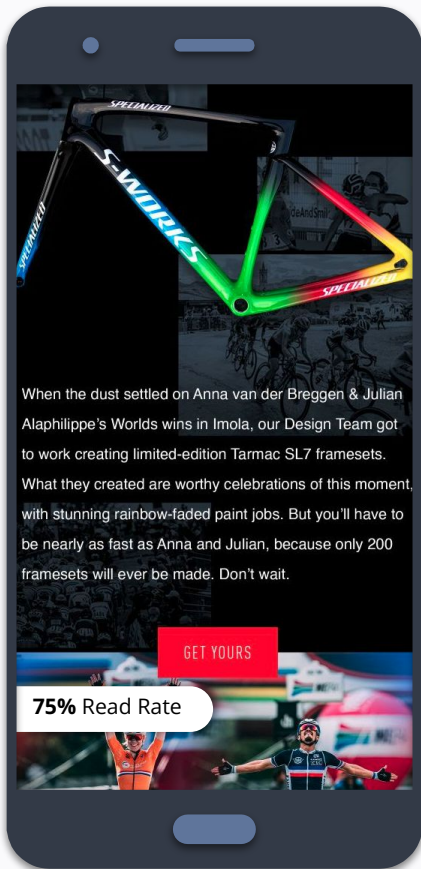 SPECIALIZED
S-WORKS
SPECIALIZED
SPECIALIZED
When the dust settled on Anna van der Breggen & Julian
Alaphilippe's Worlds wins in Imola, our Design Team got
to work creating limited-edition Tarmac SL7 framesets.
What they created are worthy celebrations of this moment,
with stunning rainbow-faded paint jobs. But you'll have to
be nearly as fast as Anna and Julian, because only 200
framesets will ever be made. Don't wait.
GET YOURS
75% Read Rate